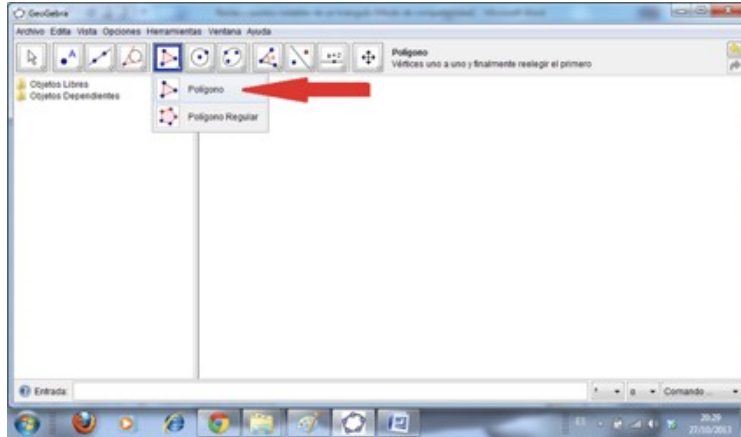 GeoGebra
Archivo Edita Vista Opciones Herramientas Ventana Ayuda
Polígono
Vértices uno a uno y finalmente reelegir el primero
Objetos Libres
Objetos Dependientes
Polígono
Polígono Regular
Entrada:
Comando ...
ES
20:29
27/10/2013